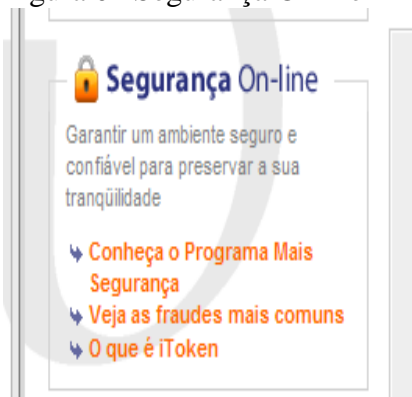 Segurança On-line
Garantir um ambiente seguro e
confiável para preservar a sua
tranqüilidade
Conheça o Programa Mais
Segurança
Veja as fraudes mais comuns
O que é iToken